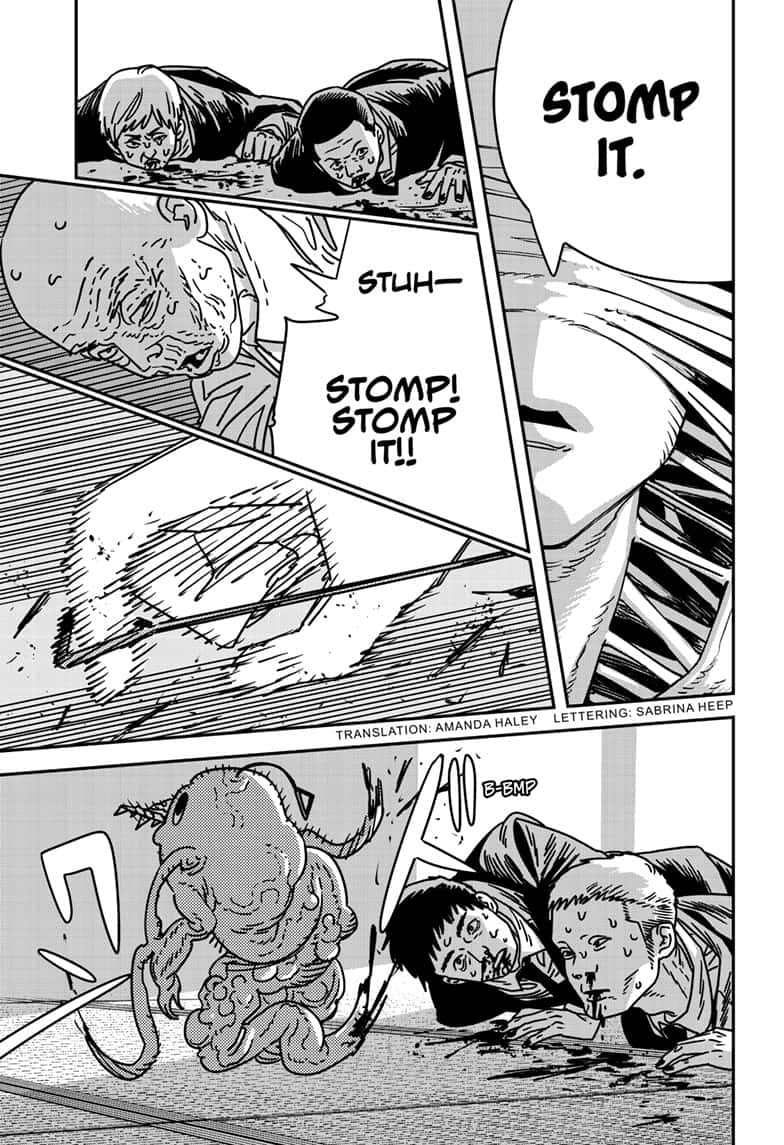 STOMP
IT.
STUH—
STOMP!
STOMP
IT!!
TRANSLATION: AMANDA HALEY LETTERING: SABRINA HEEP
B-BMP